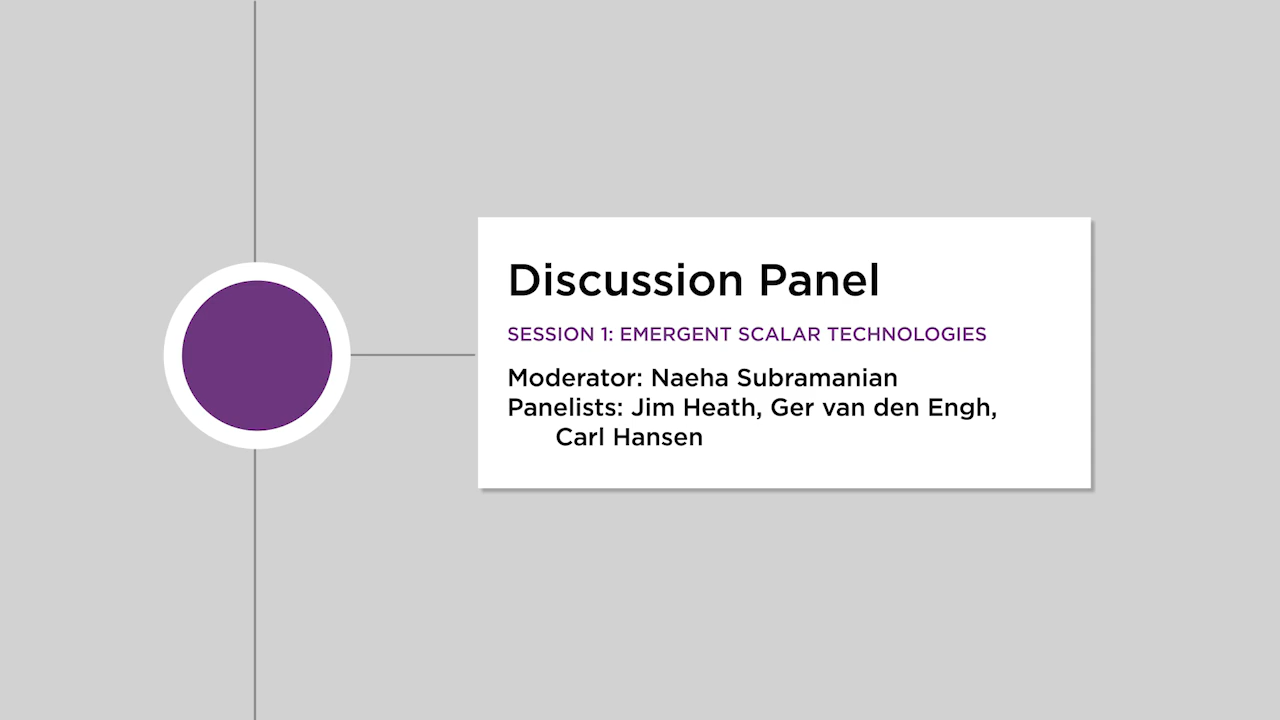 Discussion Panel
SESSION 1: EMERGENT SCALAR TECHNOLOGIES
Moderator: Naeha Subramanian
Panelists: Jim Heath, Ger van den Engh,
Carl Hansen